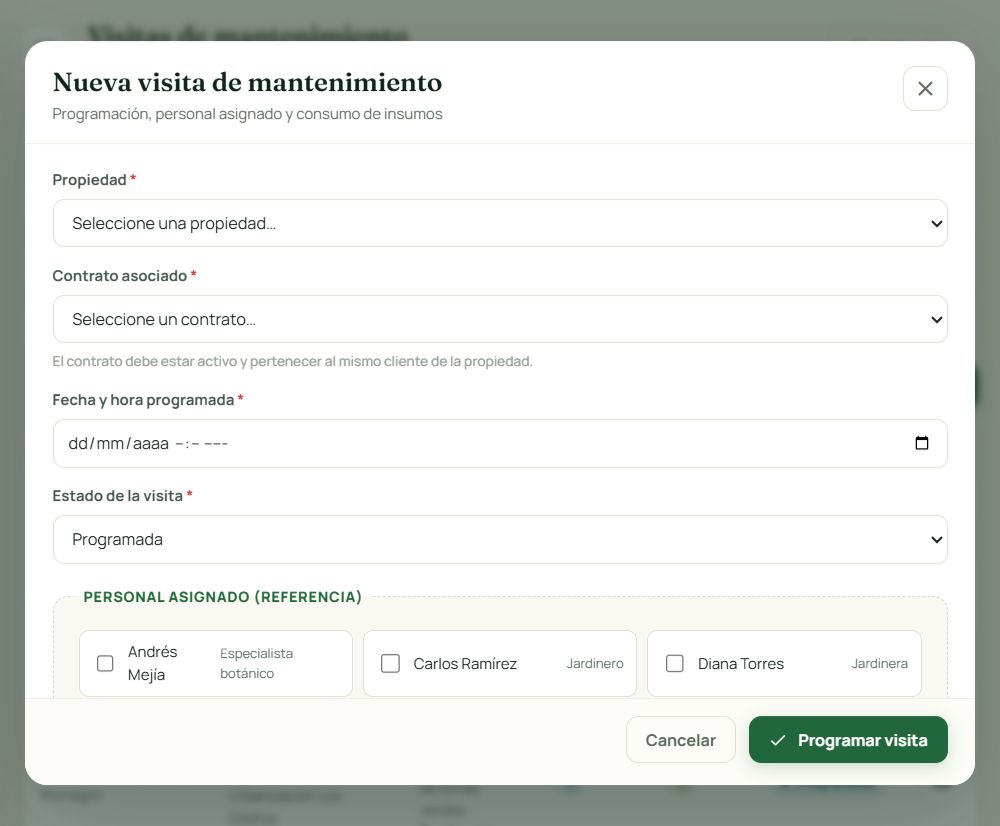 Visitas de mantenimiento
Nueva visita de mantenimiento
Programación, personal asignado y consumo de insumos
Propiedad *
Seleccione una propiedad...
Contrato asociado *
Seleccione un contrato...
El contrato debe estar activo y pertenecer al mismo cliente de la propiedad.
Fecha y hora programada *
dd/mm/aaaa --:-- ----
Estado de la visita *
Programada
PERSONAL ASIGNADO (REFERENCIA)
Andrés Mejía
Especialista botánico
Carlos Ramírez
Jardinero
Diana Torres
Jardinera
Cancelar
Programar visita